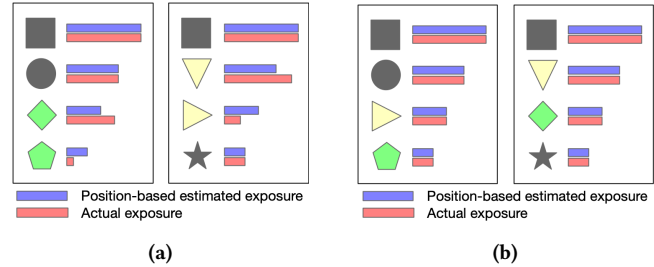 Position-based estimated exposure
Actual exposure
(a)
Position-based estimated exposure
Actual exposure
(b)